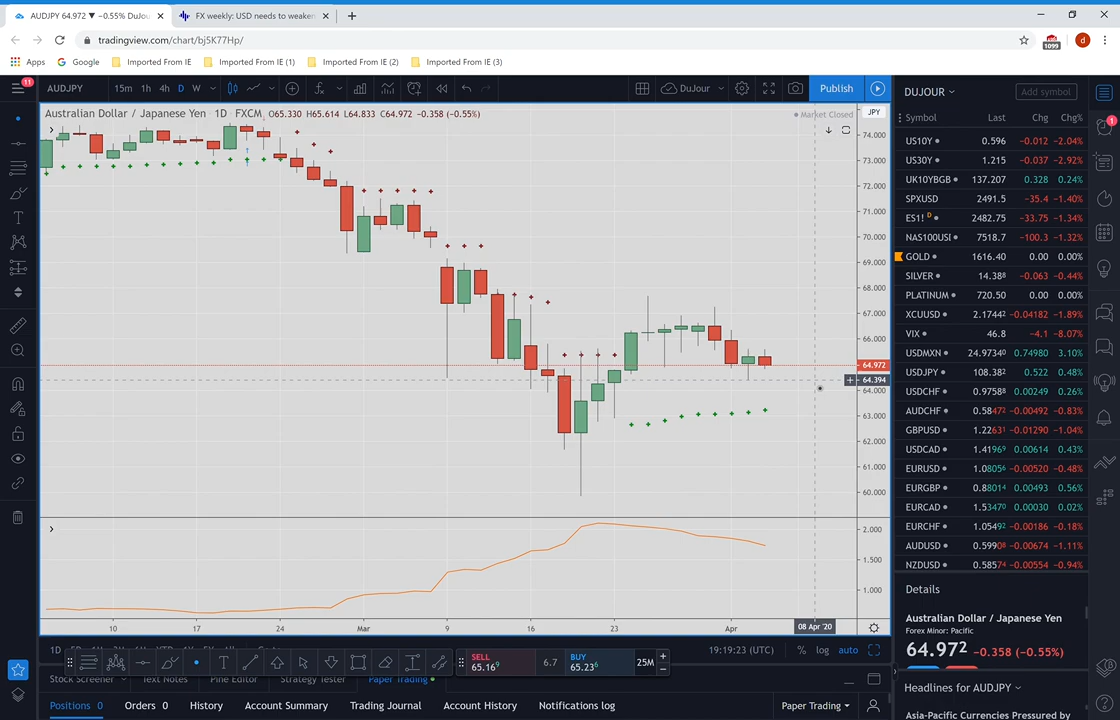 AUDJPY 64.972 ▼ −0.55% DuJou
FX weekly: USD needs to weaken
tradingview.com/chart/bj5K77Hp/
1099
d
Apps
Google
Imported From IE
Imported From IE (1)
Imported From IE (2)
Imported From IE (3)
11
AUDJPY
15m 1h 4h D W
DuJour
Publish
DUJOUR
Add symbol
Australian Dollar / Japanese Yen 1D FXCM O65.330 H65.614 L64.833 C64.972 −0.358 (−0.55%)
Market Closed
JPY
Symbol Last Chg Chg%
1
US10Y 0.596 −0.012 −2.04%
US30Y 1.215 −0.037 −2.92%
UK10YBGB 137.207 0.328 0.24%
SPXUSD 2491.5 −35.4 −1.40%
ES1! D 2482.75 −33.75 −1.34%
NAS100USD 7518.7 −100.3 −1.32%
GOLD 1616.40 0.00 0.00%
SILVER 14.388 −0.063 −0.44%
PLATINUM 720.50 0.00 0.00%
XCUUSD 2.17442 −0.04182 −1.89%
VIX 46.8 −4.1 −8.07%
USDMXN 24.97340 0.74980 3.10%
USDJPY 108.382 0.522 0.48%
USDCHF 0.97588 0.00249 0.26%
AUDCHF 0.58472 −0.00492 −0.83%
GBPUSD 1.22631 −0.01290 −1.04%
USDCAD 1.41969 0.00614 0.43%
EURUSD 1.08056 −0.00520 −0.48%
EURGBP 0.88014 0.00493 0.56%
EURCAD 1.53470 0.00030 0.02%
EURCHF 1.05492 −0.00186 −0.18%
AUDUSD 0.59908 −0.00674 −1.11%
NZDUSD 0.58574 −0.00554 −0.94%
74.000
73.000
72.000
71.000
70.000
69.000
68.000
67.000
66.000
64.972
64.394
64.000
63.000
62.000
61.000
60.000
2.000
1.500
1.000
10 17 24 Mar 9 16 23 Apr 08 Apr '20
Details
Australian Dollar / Japanese Yen
Forex Minor: Pacific
64.972 −0.358 (−0.55%)
Headlines for AUDJPY
Asia-Pacific Currencies Pressured by
1D
19:19:23 (UTC)
% log auto
SELL
65.169
6.7
BUY
65.236
25M
Stock Screener Text Notes Pine Editor Strategy Tester Paper Trading
Positions 0 Orders 0 History Account Summary Trading Journal Account History Notifications log
Paper Trading